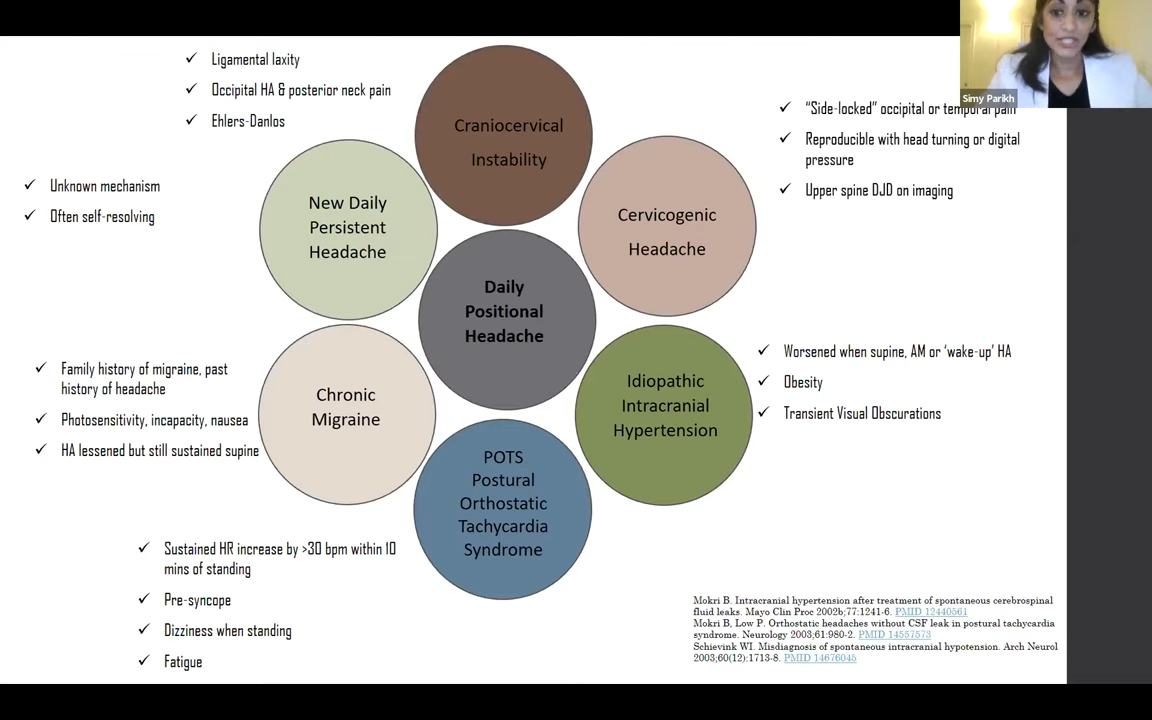 Simy Parikh
✓ Ligamental laxity
✓ Occipital HA & posterior neck pain
✓ Ehlers-Danlos
Craniocervical
Instability
✓ "Side-locked" occipital or temporal pain
✓ Reproducible with head turning or digital
pressure
✓ Upper spine DJD on imaging
✓ Unknown mechanism
✓ Often self-resolving
New Daily
Persistent
Headache
Cervicogenic
Headache
Daily
Positional
Headache
✓ Family history of migraine, past
history of headache
✓ Photosensitivity, incapacity, nausea
✓ HA lessened but still sustained supine
Chronic
Migraine
Idiopathic
Intracranial
Hypertension
✓ Worsened when supine, AM or 'wake-up' HA
✓ Obesity
✓ Transient Visual Obscurations
POTS
Postural
Orthostatic
Tachycardia
Syndrome
✓ Sustained HR increase by >30 bpm within 10
mins of standing
✓ Pre-syncope
✓ Dizziness when standing
✓ Fatigue
Mokri B. Intracranial hypertension after treatment of spontaneous cerebrospinal
fluid leaks. Mayo Clin Proc 2002b;77:1241-6. PMID 12440561
Mokri B, Low P. Orthostatic headaches without CSF leak in postural tachycardia
syndrome. Neurology 2003;61:980-2. PMID 14557573
Schievink WI. Misdiagnosis of spontaneous intracranial hypotension. Arch Neurol
2003;60(12):1713-8. PMID 14676045